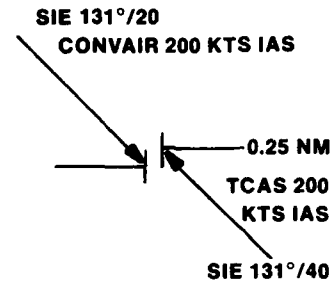 SIE 131°/20
CONVAIR 200 KTS IAS
0.25 NM
TCAS 200
KTS IAS
SIE 131°/40